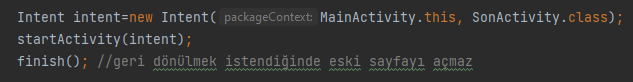 Intent intent=new Intent( packageContext: MainActivity.this, SonActivity.class);
startActivity(intent);
finish(); //geri dönülmek istendiğinde eski sayfayı açmaz